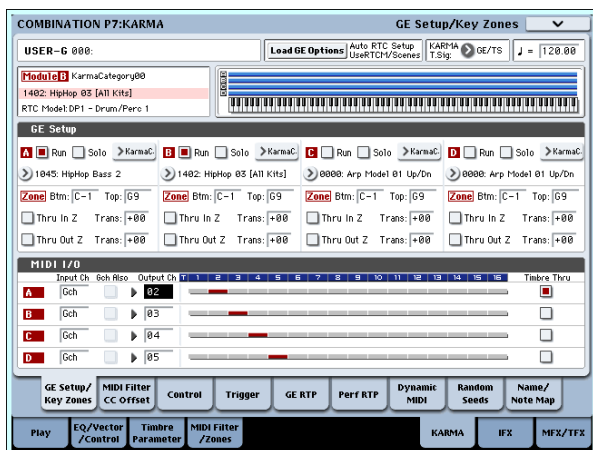 COMBINATION P7:KARMA GE Setup/Key Zones
USER-G 000: Load GE Options Auto RTC Setup UseRTCM/Scenes KARMA T.Sig: GE/TS ♩ = 120.00
Module B KarmaCategory00
1402: HipHop 03 [All Kits]
RTC Model: DP1 - Drum/Perc 1
GE Setup
A Run Solo KarmaC. B Run Solo KarmaC. C Run Solo KarmaC. D Run Solo KarmaC.
1045: HipHop Bass 2 1402: HipHop 03 [All Kits] 0000: Arp Model 01 Up/Dn 0000: Arp Model 01 Up/Dn
Zone Btm: C-1 Top: G9 Zone Btm: C-1 Top: G9 Zone Btm: C-1 Top: G9 Zone Btm: C-1 Top: G9
Thru In Z Trans: +00 Thru In Z Trans: +00 Thru In Z Trans: +00 Thru In Z Trans: +00
Thru Out Z Trans: +00 Thru Out Z Trans: +00 Thru Out Z Trans: +00 Thru Out Z Trans: +00
MIDI I/O
Input Ch Gch Also Output Ch T 1 2 3 4 5 6 7 8 9 10 11 12 13 14 15 16 Timbre Thru
A Gch 02
B Gch 03
C Gch 04
D Gch 05
GE Setup/ Key Zones MIDI Filter CC Offset Control Trigger GE RTP Perf RTP Dynamic MIDI Random Seeds Name/ Note Map
Play EQ/Vector /Control Timbre Parameter MIDI Filter /Zones KARMA IFX MFX/TFX